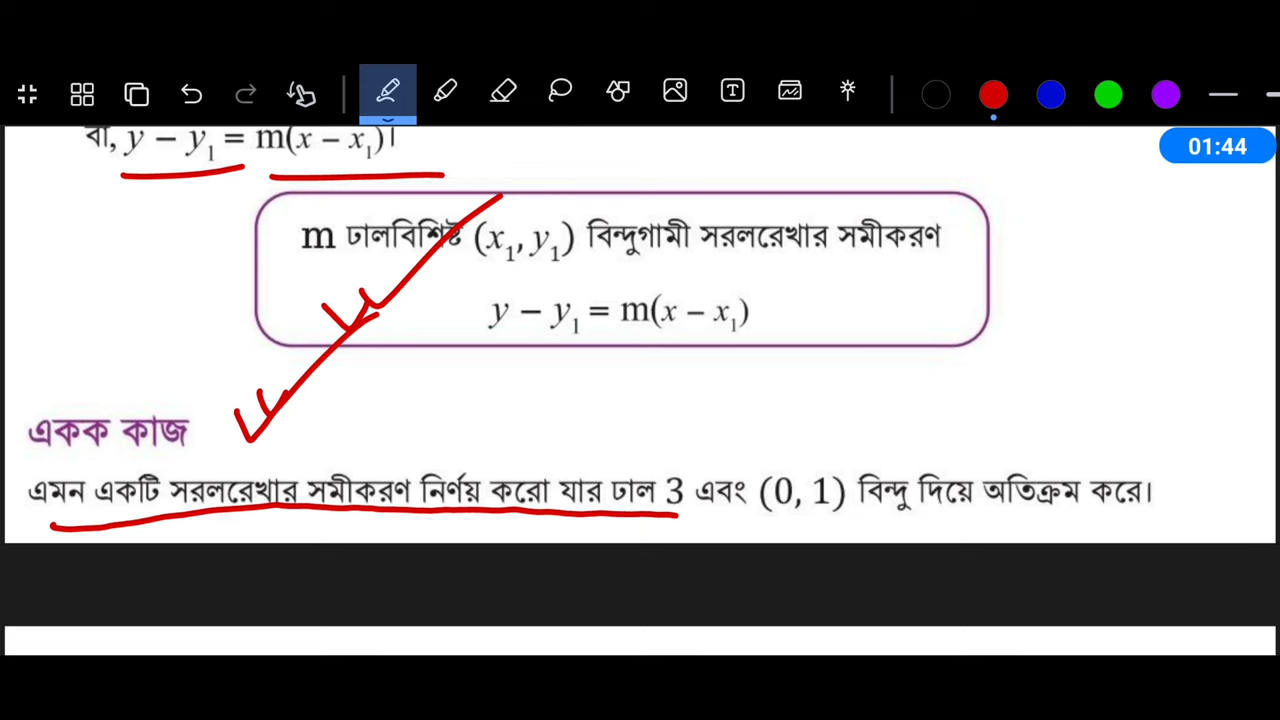 01:44
বা, y − y₁ = m(x − x₁)।
m ঢালবিশিষ্ট (x₁, y₁) বিন্দুগামী সরলরেখার সমীকরণ
y − y₁ = m(x − x₁)
একক কাজ
এমন একটি সরলরেখার সমীকরণ নির্ণয় করো যার ঢাল 3 এবং (0, 1) বিন্দু দিয়ে অতিক্রম করে।